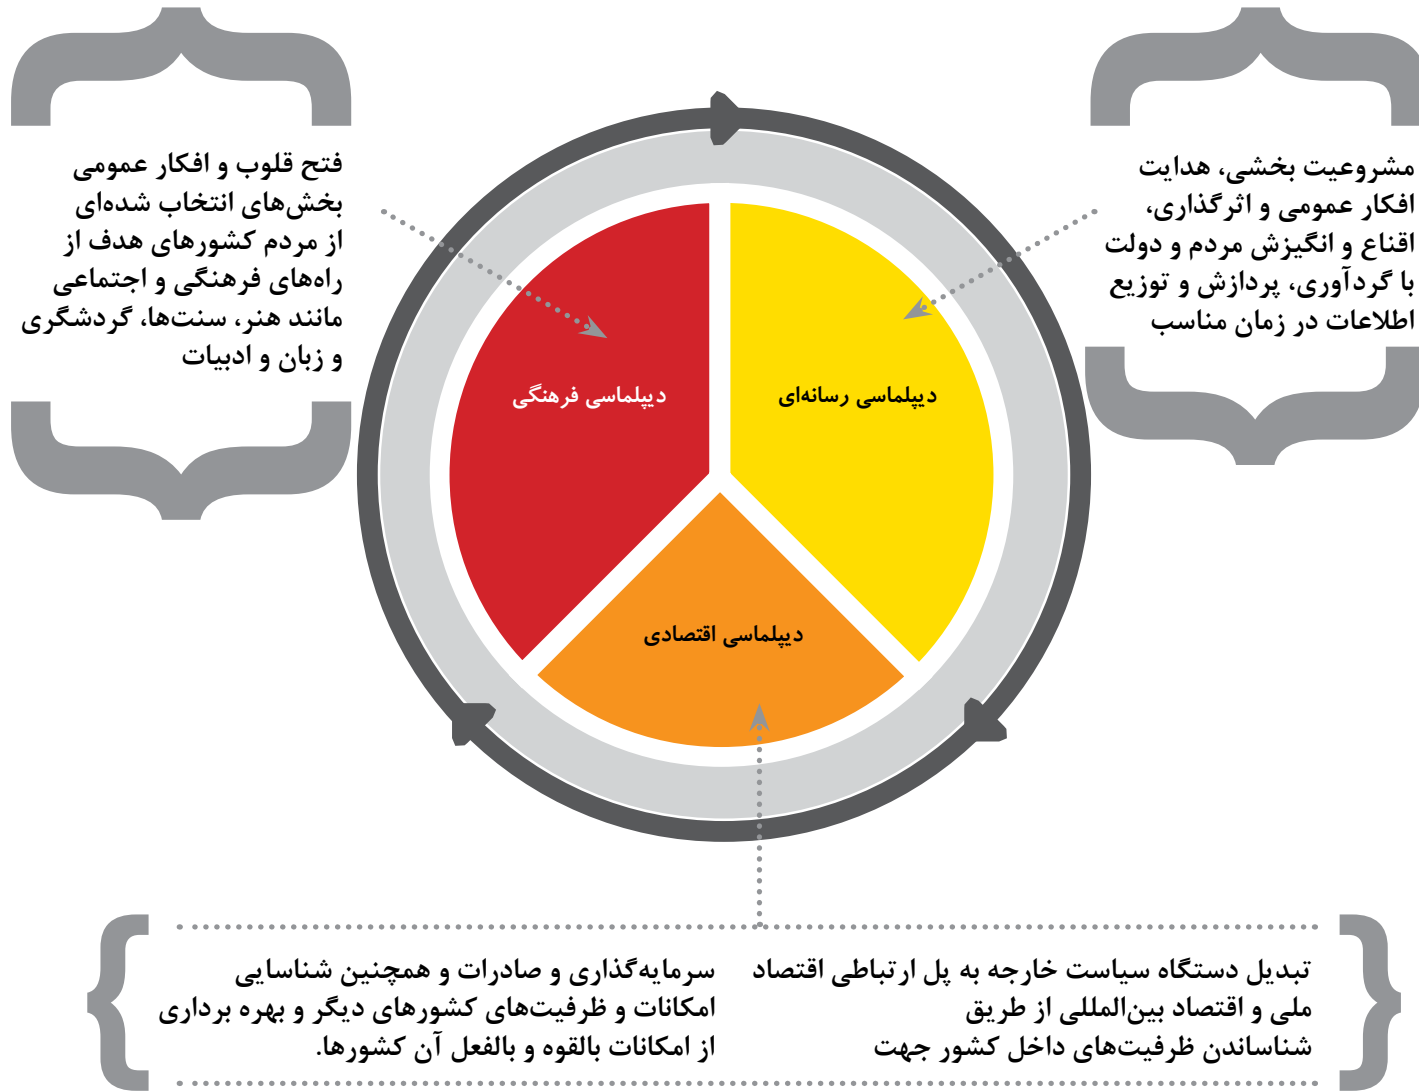 مشروعیت بخشی، هدایت
افکار عمومی و اثرگذاری،
اقناع و انگیزش مردم و دولت
با گردآوری، پردازش و توزیع
اطلاعات در زمان مناسب
فتح قلوب و افکار عمومی
بخش‌های انتخاب شده‌ای
از مردم کشورهای هدف از
راه‌های فرهنگی و اجتماعی
مانند هنر، سنت‌ها، گردشگری
و زبان و ادبیات
دیپلماسی رسانه‌ای
دیپلماسی فرهنگی
دیپلماسی اقتصادی
تبدیل دستگاه سیاست خارجه به پل ارتباطی اقتصاد
ملی و اقتصاد بین‌المللی از طریق
شناساندن ظرفیت‌های داخل کشور جهت
سرمایه‌گذاری و صادرات و همچنین شناسایی
امکانات و ظرفیت‌های کشورهای دیگر و بهره برداری
از امکانات بالقوه و بالفعل آن کشورها.